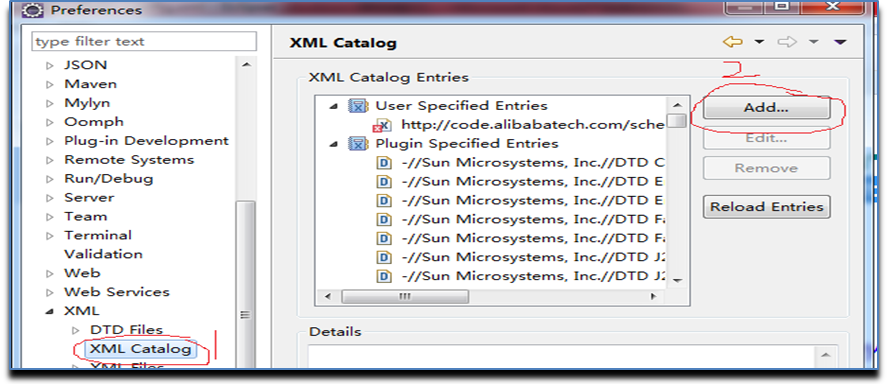 Preferences
type filter text
JSON
Maven
Mylyn
Oomph
Plug-in Development
Remote Systems
Run/Debug
Server
Team
Terminal
Validation
Web
Web Services
XML
DTD Files
XML Catalog
1
XML Files
XML Catalog
XML Catalog Entries
User Specified Entries
http://code.alibabatech.com/sche
Plugin Specified Entries
-//Sun Microsystems, Inc.//DTD C
-//Sun Microsystems, Inc.//DTD E
-//Sun Microsystems, Inc.//DTD E
-//Sun Microsystems, Inc.//DTD Fa
-//Sun Microsystems, Inc.//DTD Fa
-//Sun Microsystems, Inc.//DTD J2
-//Sun Microsystems, Inc.//DTD J2
2
Add...
Edit...
Remove
Reload Entries
Details